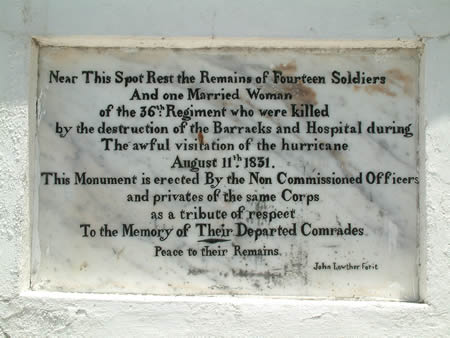 Near This Spot Rest the Remains of Fourteen Soldiers
And one Married Woman
of the 36th Regiment who were killed
by the destruction of the Barracks and Hospital during
The awful visitation of the hurricane
August 11th 1831.
This Monument is erected By the Non Commissioned Officers
and privates of the same Corps
as a tribute of respect
To the Memory of Their Departed Comrades
Peace to their Remains.
John Lowther Fecit